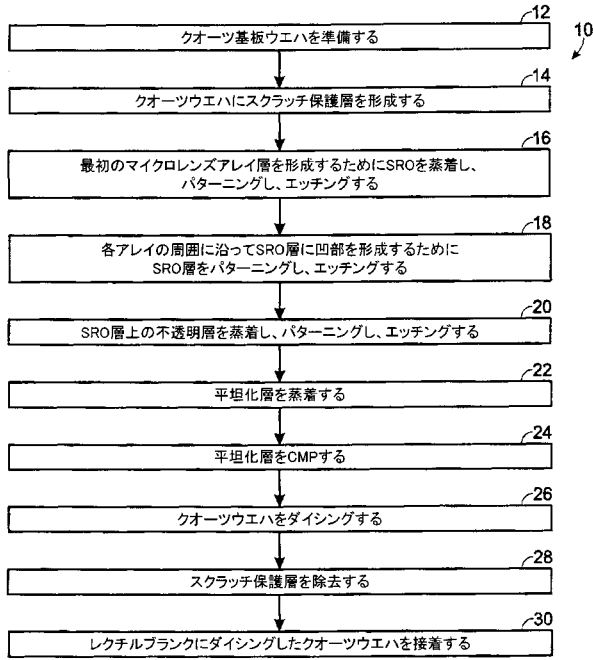 10
12
クオーツ基板ウエハを準備する
14
クオーツウエハにスクラッチ保護層を形成する
16
最初のマイクロレンズアレイ層を形成するためにSROを蒸着し、
パターニングし、エッチングする
18
各アレイの周囲に沿ってSRO層に凹部を形成するために
SRO層をパターニングし、エッチングする
20
SRO層上の不透明層を蒸着し、パターニングし、エッチングする
22
平坦化層を蒸着する
24
平坦化層をCMPする
26
クオーツウエハをダイシングする
28
スクラッチ保護層を除去する
30
レクチルブランクにダイシングしたクオーツウエハを接着する